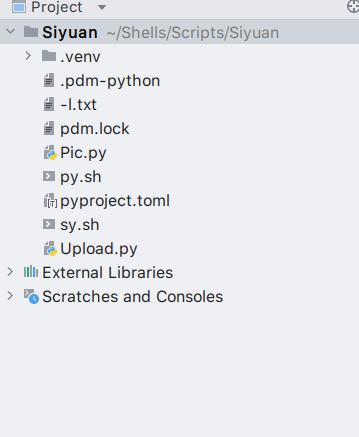 Project
Siyuan ~/Shells/Scripts/Siyuan
.venv
.pdm-python
-l.txt
pdm.lock
Pic.py
py.sh
pyproject.toml
sy.sh
Upload.py
External Libraries
Scratches and Consoles